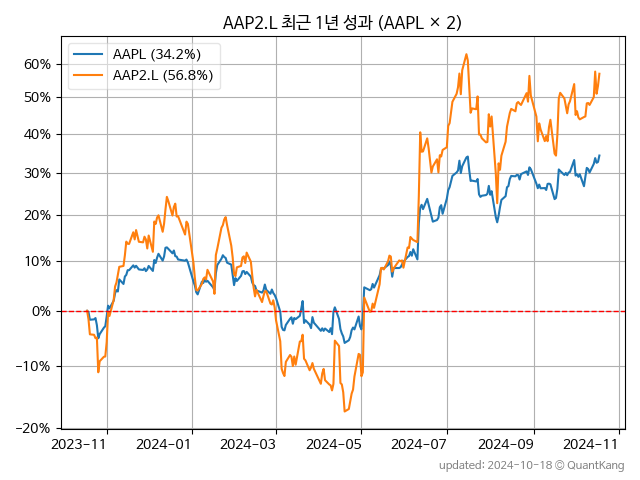 AAP2.L 최근 1년 성과 (AAPL × 2)
AAPL (34.2%)
AAP2.L (56.8%)
60%
50%
40%
30%
20%
10%
0%
−10%
−20%
2023-11 2024-01 2024-03 2024-05 2024-07 2024-09 2024-11
updated: 2024-10-18 © QuantKang